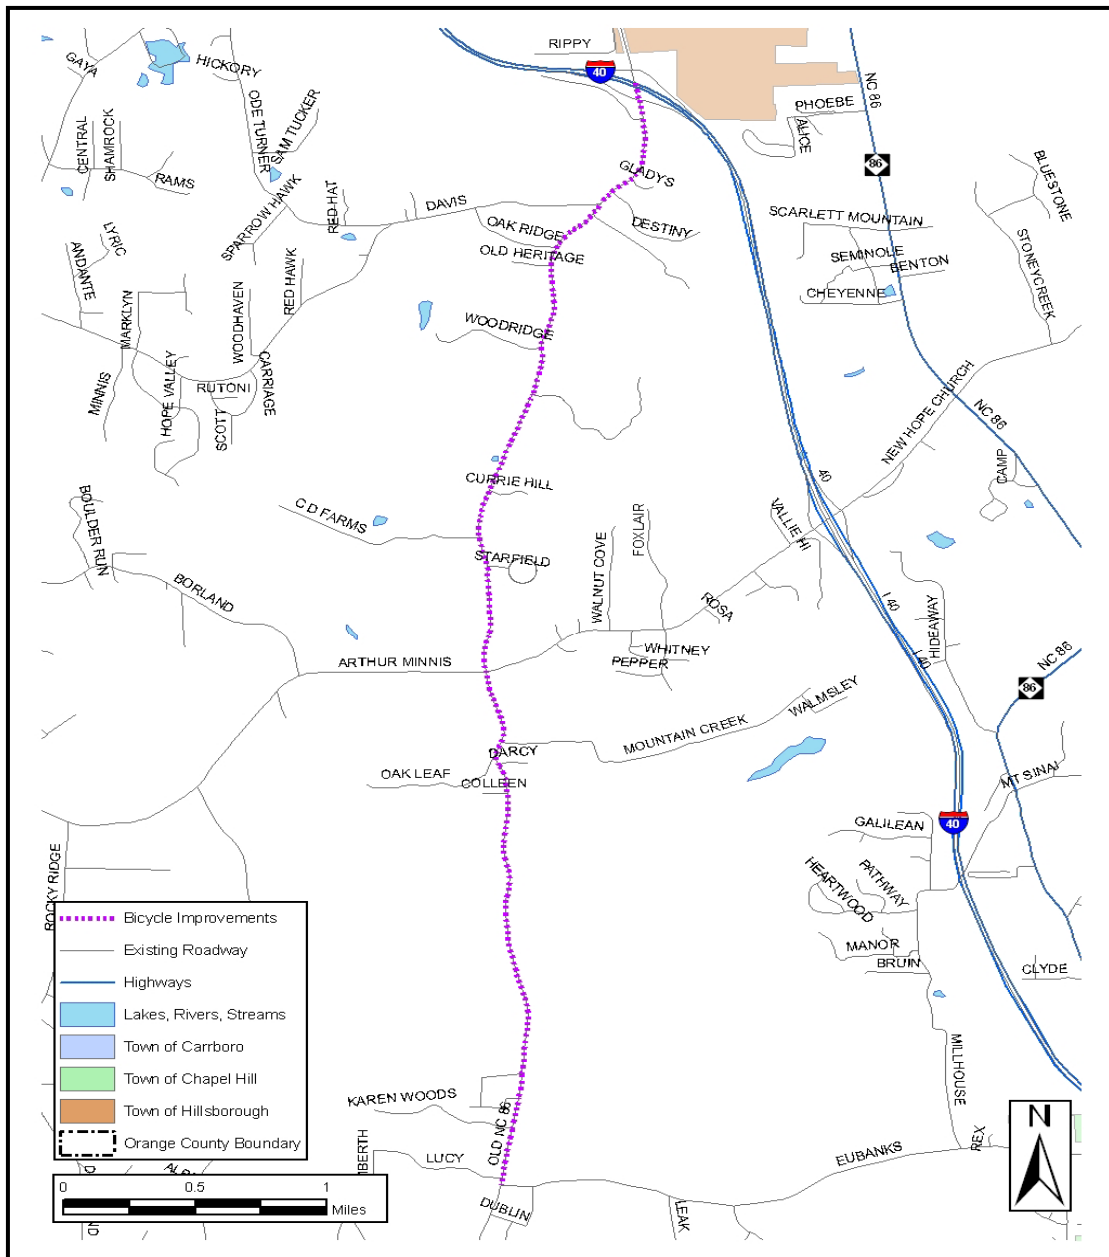 RIPPY
40
GAYA
HICKORY
ODE TURNER
SAM TUCKER
NC 86
PHOEBE
ALICE
CENTRAL
SHAMROCK
RAMS
86
GLADYS
BLUESTONE
SPARROW HAWK
RED HAT
DAVIS
OAK RIDGE
OLD HERITAGE
DESTINY
SCARLETT MOUNTAIN
SEMINOLE
BENTON
CHEYENNE
STONEYCREEK
LYRIC
ANDANTE
MARKLYN
WOODHAVEN
RED HAWK
WOODRIDGE
MINNIS
HOPE VALLEY
RUTONI
SCOTT
CARRIAGE
NEW HOPE CHURCH
NC 86
CAMP
CURRIE HILL
C D FARMS
40
BOULDER RUN
STARFIELD
WALNUT COVE
FOXLAIR
VALLIE HI
BORLAND
ROSA
I 40
HIDEAWAY
ARTHUR MINNIS
WHITNEY
PEPPER
I 40
NC 86
86
WALMSLEY
MOUNTAIN CREEK
DARCY
OAK LEAF
COLLEEN
MT SINAI
40
GALILEAN
PATHWAY
HEARTWOOD
ROCKY RIDGE
MANOR
BRUIN
CLYDE
MILLHOUSE
KAREN WOODS
OLD NC 86
LUCY
EUBANKS
REX
DUBLIN
LEAK
Bicycle Improvements
Existing Roadway
Highways
Lakes, Rivers, Streams
Town of Carrboro
Town of Chapel Hill
Town of Hillsborough
Orange County Boundary
0 0.5 1
Miles
N
MBERTH
ND